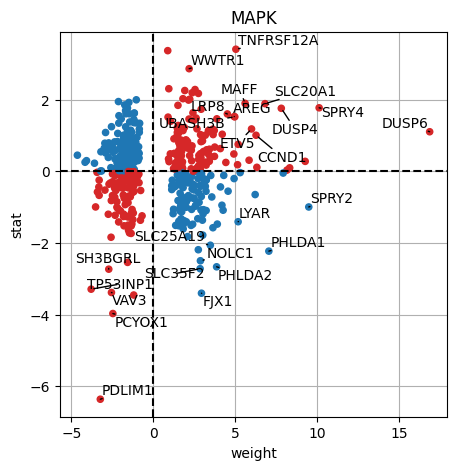 MAPK
TNFRSF12A
WWTR1
MAFF
SLC20A1
LRP8
AREG
SPRY4
UBASH3B
DUSP4
DUSP6
ETV5
CCND1
SPRY2
LYAR
SLC25A19
PHLDA1
NOLC1
SH3BGRL
SLC35F2
PHLDA2
TP53INP1
VAV3
FJX1
PCYOX1
PDLIM1
stat
2
0
−2
−4
−6
−5
0
5
10
15
weight